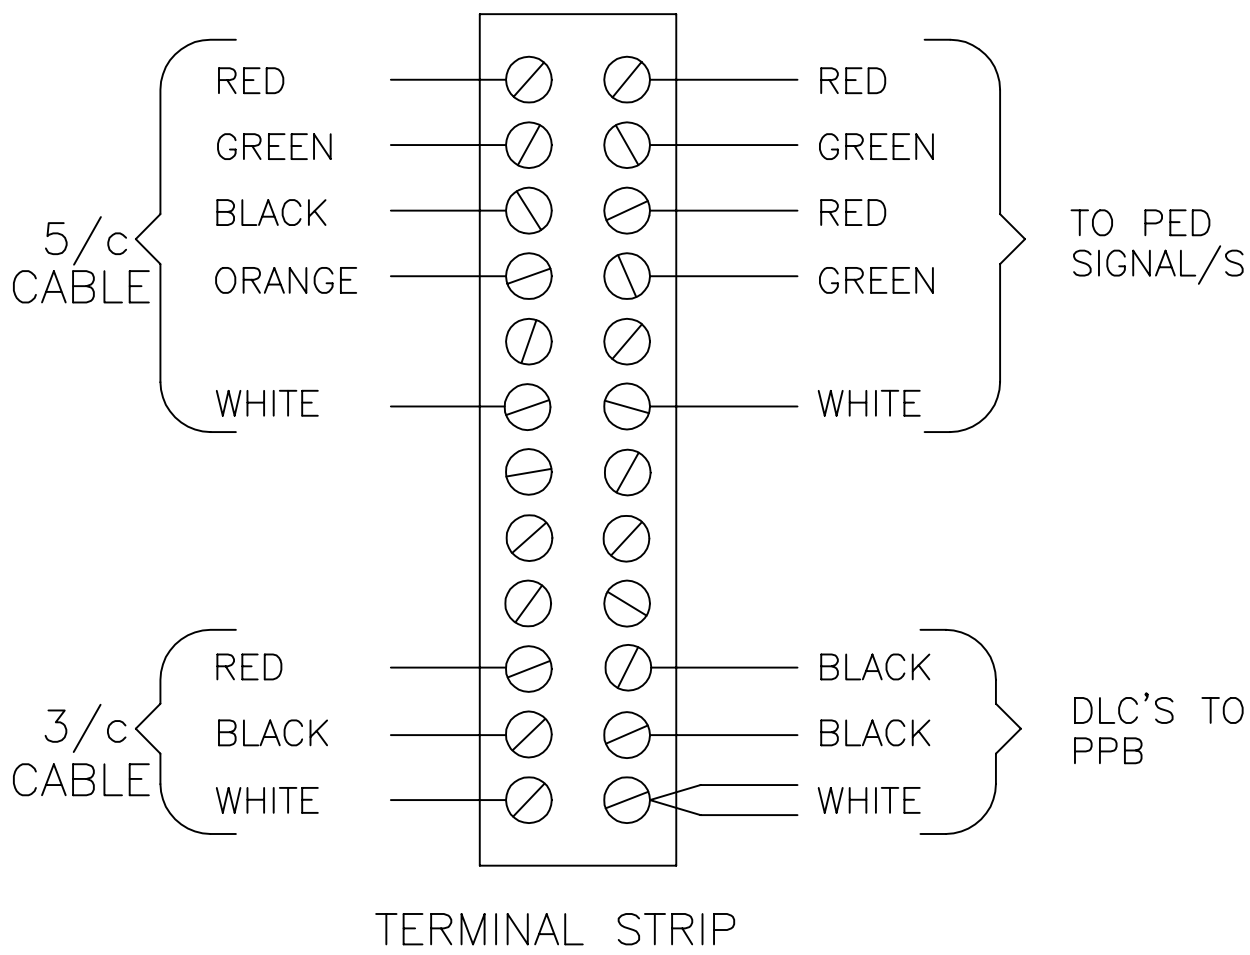 RED
GREEN
BLACK
ORANGE
WHITE
5/c
CABLE
RED
GREEN
RED
GREEN
WHITE
TO PED
SIGNAL/S
RED
BLACK
WHITE
3/c
CABLE
BLACK
BLACK
WHITE
DLC'S TO
PPB
TERMINAL STRIP